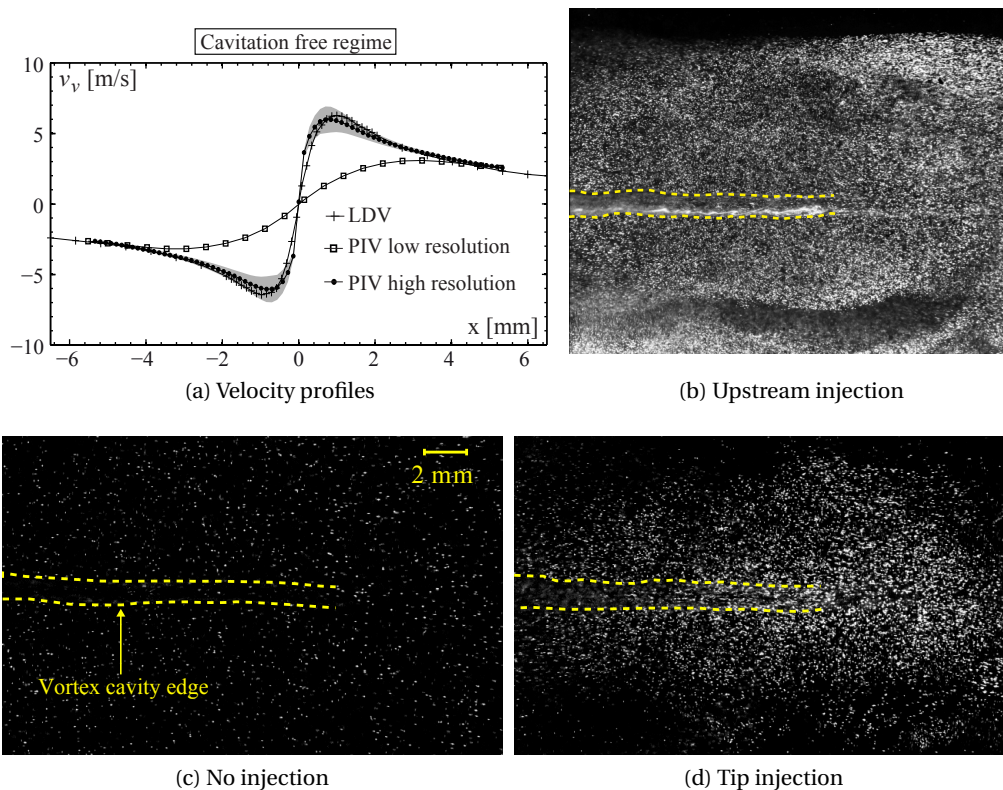 Cavitation free regime
v_v [m/s]
10
5
0
−5
−10
LDV
PIV low resolution
PIV high resolution
x [mm]
−6 −4 −2 0 2 4 6
(a) Velocity profiles
(b) Upstream injection
2 mm
Vortex cavity edge
(c) No injection
(d) Tip injection